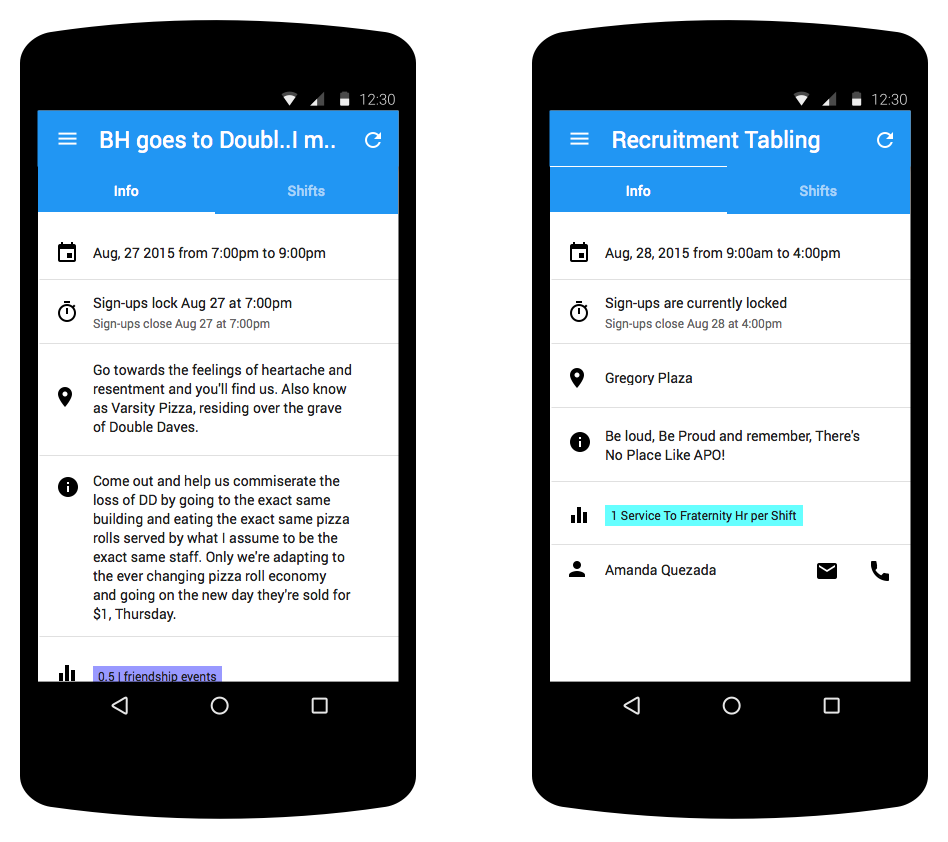 12:30
BH goes to Doubl..I m..
Info
Shifts
Aug, 27 2015 from 7:00pm to 9:00pm
Sign-ups lock Aug 27 at 7:00pm
Sign-ups close Aug 27 at 7:00pm
Go towards the feelings of heartache and
resentment and you'll find us. Also know
as Varsity Pizza, residing over the grave
of Double Daves.
Come out and help us commiserate the
loss of DD by going to the exact same
building and eating the exact same pizza
rolls served by what I assume to be the
exact same staff. Only we're adapting to
the ever changing pizza roll economy
and going on the new day they're sold for
$1, Thursday.
0.5 I friendship events
12:30
Recruitment Tabling
Info
Shifts
Aug, 28, 2015 from 9:00am to 4:00pm
Sign-ups are currently locked
Sign-ups close Aug 28 at 4:00pm
Gregory Plaza
Be loud, Be Proud and remember, There's
No Place Like APO!
1 Service To Fraternity Hr per Shift
Amanda Quezada